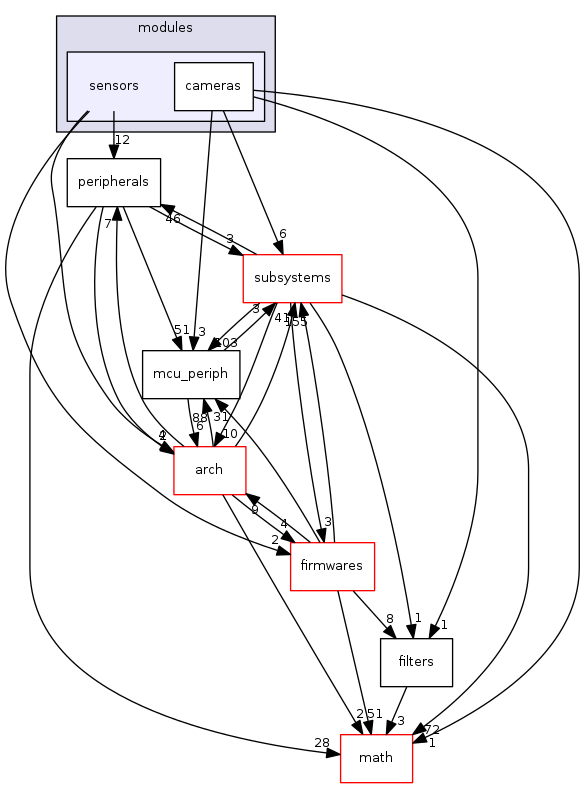 modules
sensors cameras
12
peripherals
46
7
3 6
subsystems
3
41 155
51 3 103
mcu_periph
88 31
6 10
4 2
arch
9
4 3
2
firmwares
8 1 1
filters
2 51 3
72
28 1
math